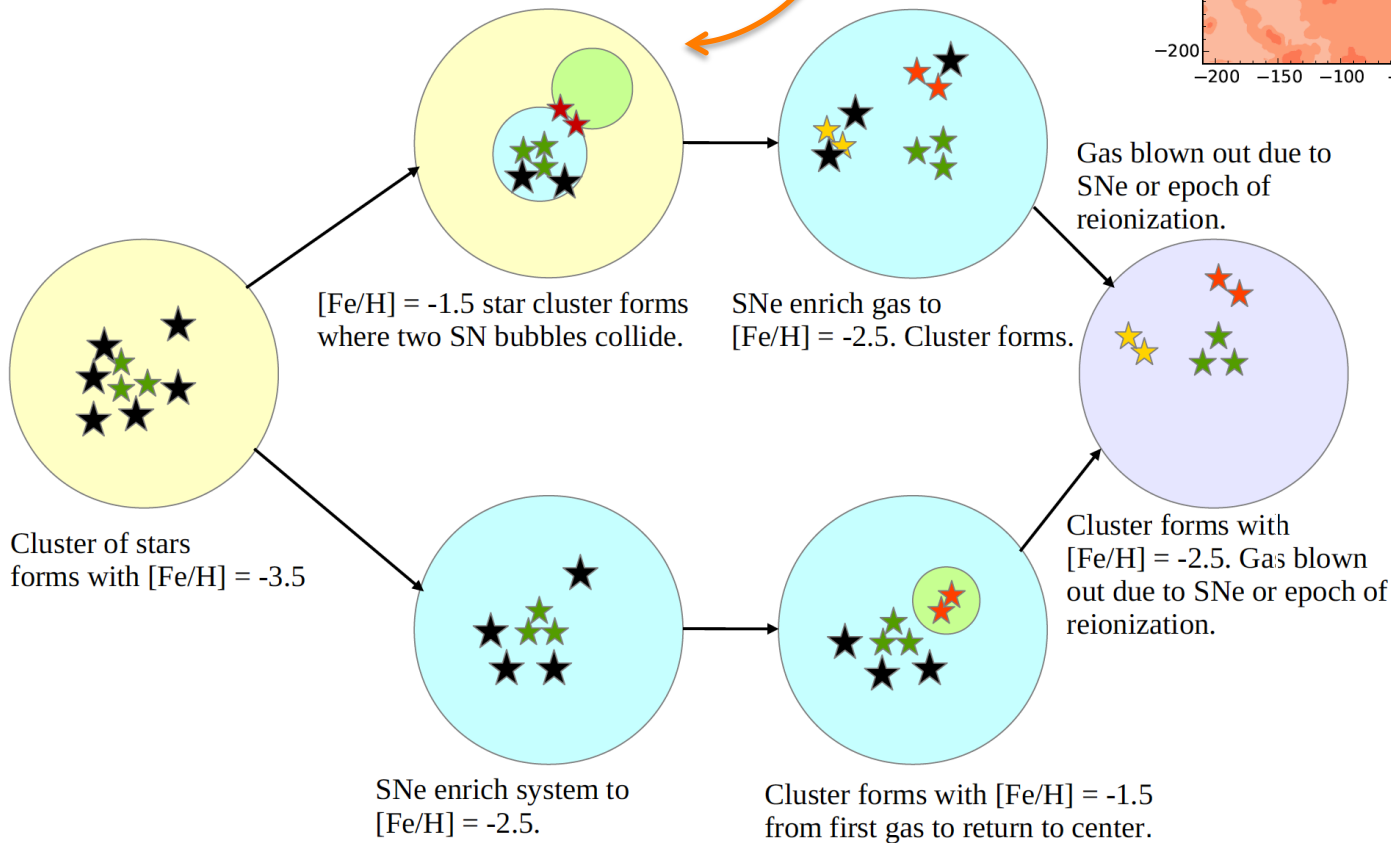 −200
−200 −150 −100
Gas blown out due to
SNe or epoch of
reionization.
[Fe/H] = -1.5 star cluster forms
where two SN bubbles collide.
SNe enrich gas to
[Fe/H] = -2.5. Cluster forms.
Cluster of stars
forms with [Fe/H] = -3.5
Cluster forms with
[Fe/H] = -2.5. Gas blown
out due to SNe or epoch of
reionization.
SNe enrich system to
[Fe/H] = -2.5.
Cluster forms with [Fe/H] = -1.5
from first gas to return to center.